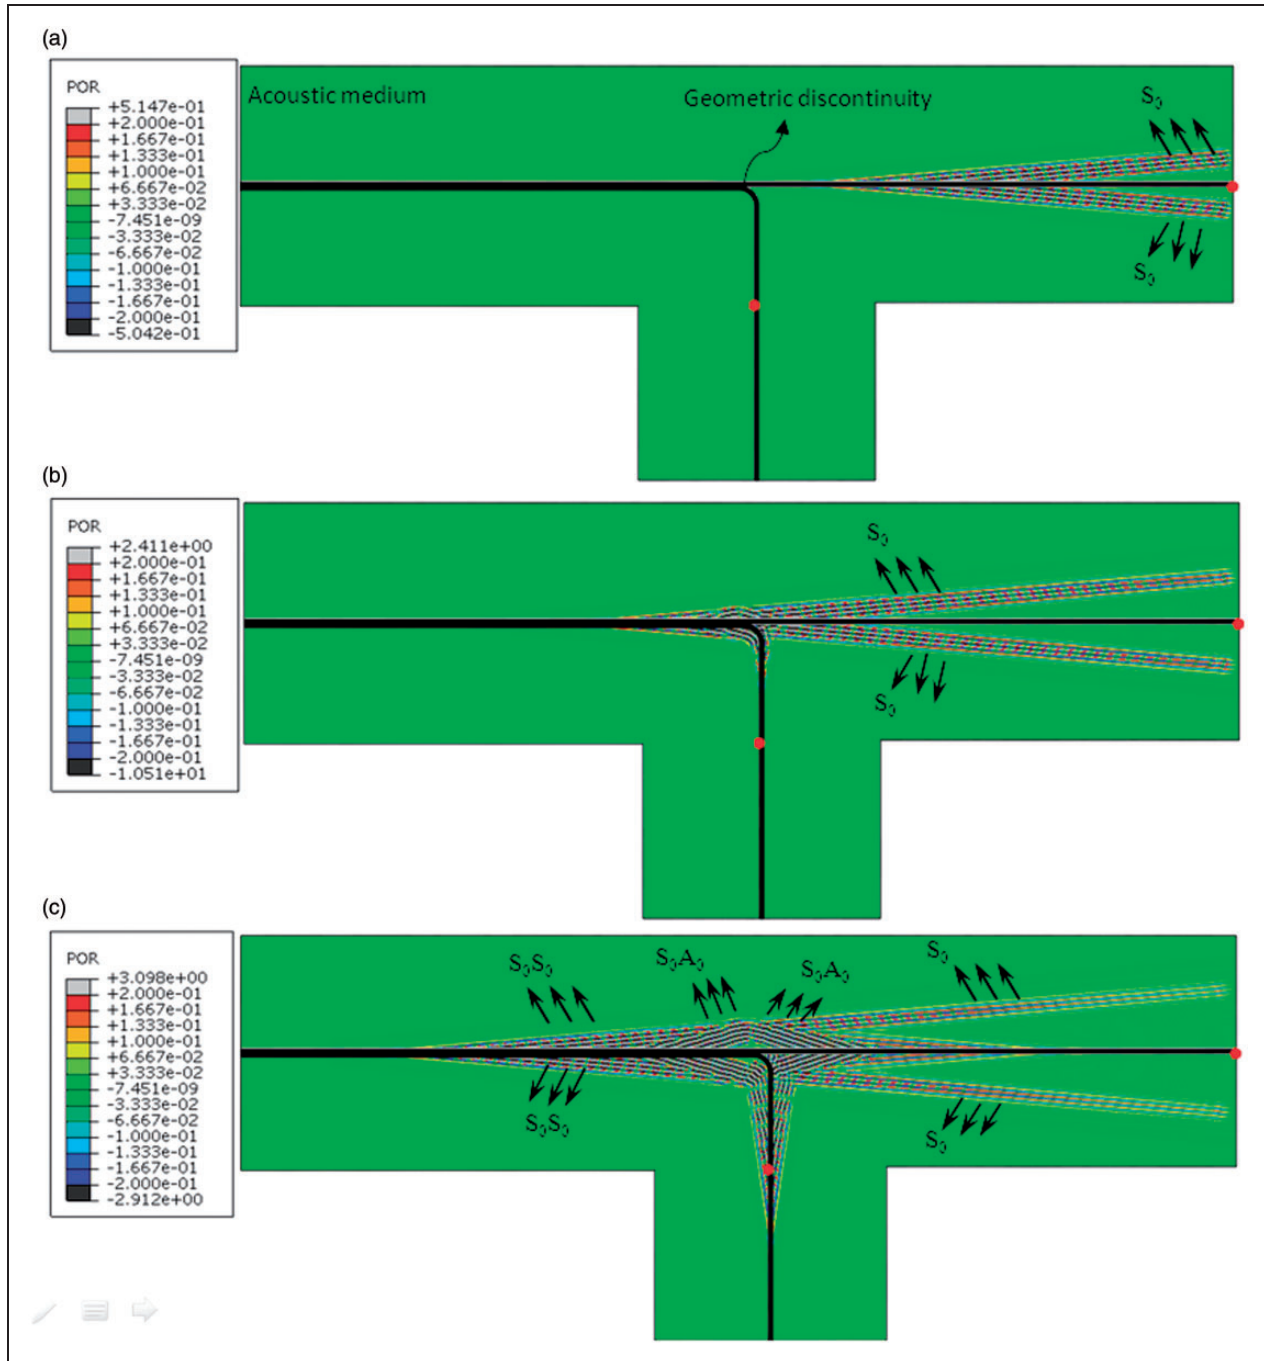 (a)
POR
+5.147e-01
+2.000e-01
+1.667e-01
+1.333e-01
+1.000e-01
+6.667e-02
+3.333e-02
-7.451e-09
-3.333e-02
-6.667e-02
-1.000e-01
-1.333e-01
-1.667e-01
-2.000e-01
-5.042e-01
Acoustic medium
Geometric discontinuity
S₀
S₀
(b)
POR
+2.411e+00
+2.000e-01
+1.667e-01
+1.333e-01
+1.000e-01
+6.667e-02
+3.333e-02
-7.451e-09
-3.333e-02
-6.667e-02
-1.000e-01
-1.333e-01
-1.667e-01
-2.000e-01
-1.051e+01
S₀
S₀
(c)
POR
+3.098e+00
+2.000e-01
+1.667e-01
+1.333e-01
+1.000e-01
+6.667e-02
+3.333e-02
-7.451e-09
-3.333e-02
-6.667e-02
-1.000e-01
-1.333e-01
-1.667e-01
-2.000e-01
-2.912e+00
S₀S₀
S₀A₀
S₀A₀
S₀
S₀S₀
S₀